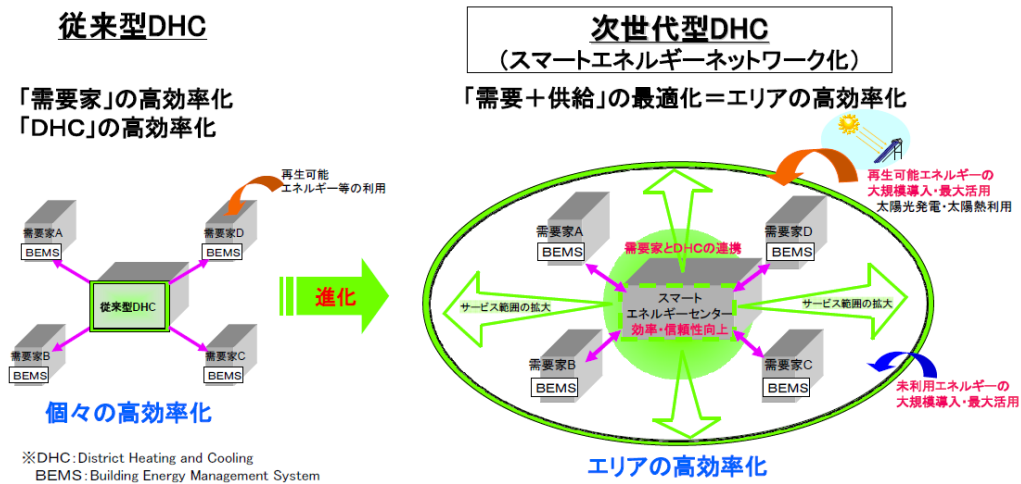 従来型DHC
「需要家」の高効率化
「DHC」の高効率化
再生可能
エネルギー等の利用
需要家A
BEMS
需要家D
BEMS
従来型DHC
需要家B
BEMS
需要家C
BEMS
個々の高効率化
※DHC：District Heating and Cooling
BEMS：Building Energy Management System
進化
次世代型DHC
（スマートエネルギーネットワーク化）
「需要＋供給」の最適化＝エリアの高効率化
再生可能エネルギーの
大規模導入・最大活用
太陽光発電・太陽熱利用
需要家A
BEMS
需要家D
BEMS
需要家とDHCの連携
サービス範囲の拡大
スマート
エネルギーセンター
効率・信頼性向上
サービス範囲の拡大
需要家B
BEMS
需要家C
BEMS
未利用エネルギーの
大規模導入・最大活用
エリアの高効率化